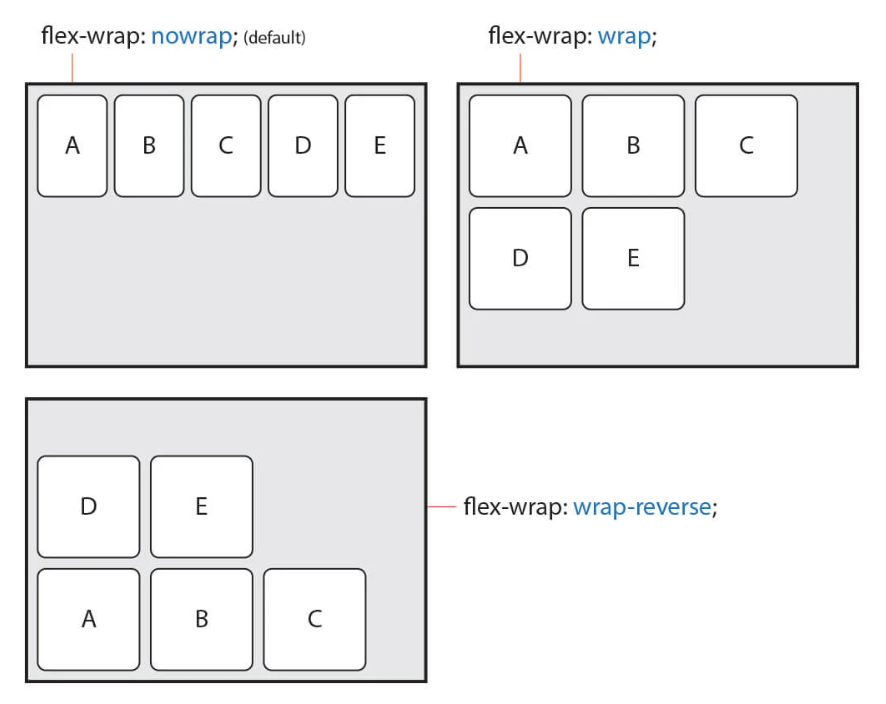 flex-wrap: nowrap; (default)
flex-wrap: wrap;
A B C D E
A B C
D E
D E
flex-wrap: wrap-reverse;
A B C